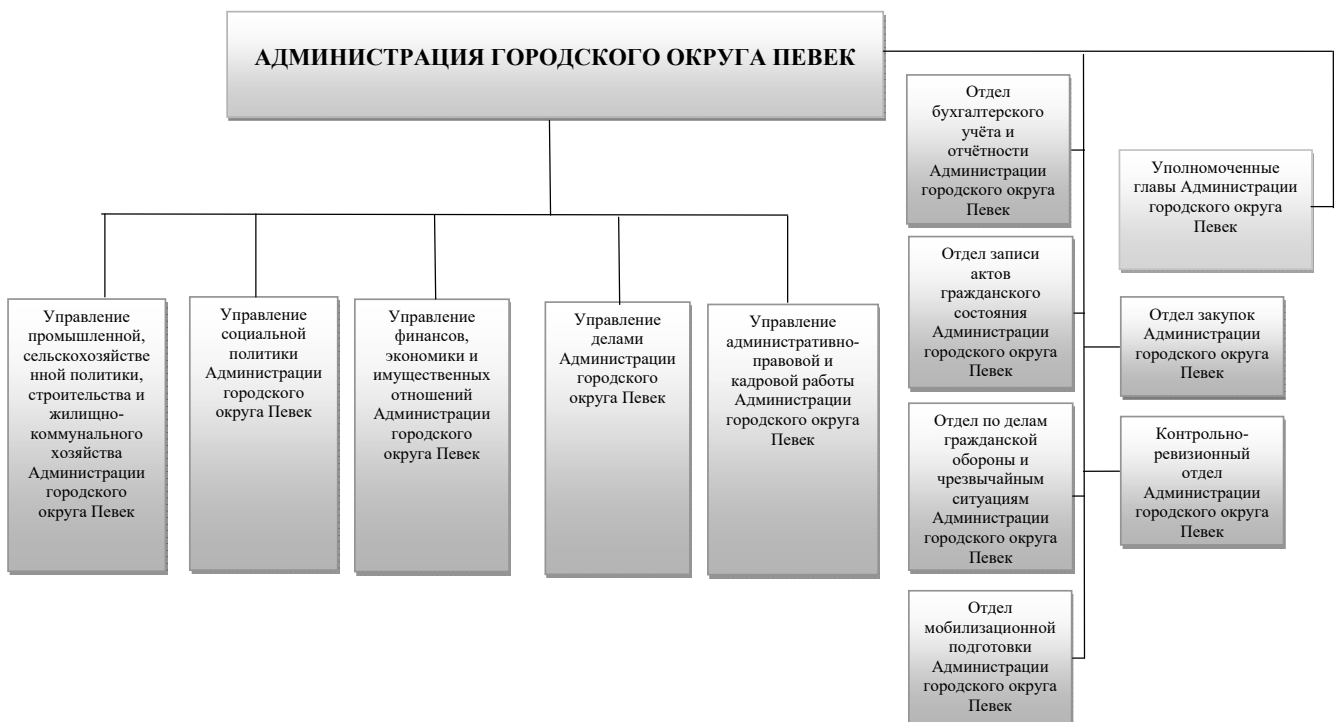 АДМИНИСТРАЦИЯ ГОРОДСКОГО ОКРУГА ПЕВЕК
Отдел
бухгалтерского
учёта и
отчётности
Администрации
городского округа
Певек
Уполномоченные
главы Администрации
городского округа
Певек
Отдел записи
актов
гражданского
состояния
Администрации
городского округа
Певек
Отдел закупок
Администрации
городского округа
Певек
Управление
промышленной,
сельскохозяйстве
нной политики,
строительства и
жилищно-
коммунального
хозяйства
Администрации
городского
округа Певек
Управление
социальной
политики
Администрации
городского
округа Певек
Управление
финансов,
экономики и
имущественных
отношений
Администрации
городского
округа Певек
Управление
делами
Администрации
городского
округа Певек
Управление
административно-
правовой и
кадровой работы
Администрации
городского округа
Певек
Отдел по делам
гражданской
обороны и
чрезвычайным
ситуациям
Администрации
городского округа
Певек
Контрольно-
ревизионный
отдел
Администрации
городского округа
Певек
Отдел
мобилизационной
подготовки
Администрации
городского округа
Певек